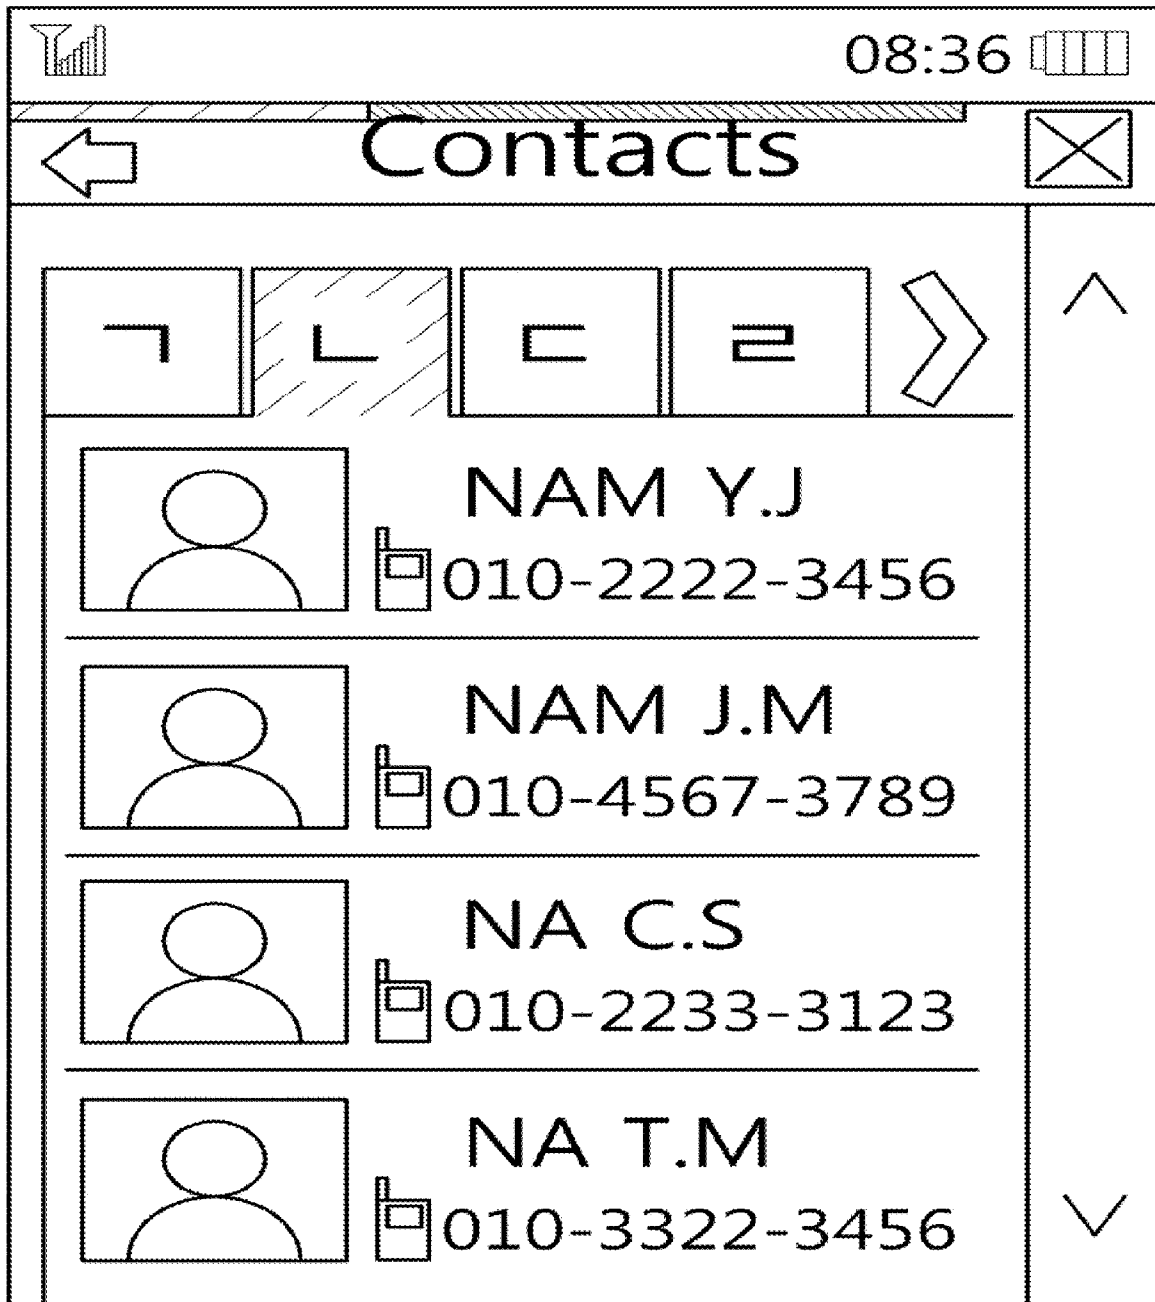 08:36
Contacts
ㄱ ㄴ ㄷ ㄹ
NAM Y.J
010-2222-3456
NAM J.M
010-4567-3789
NA C.S
010-2233-3123
NA T.M
010-3322-3456